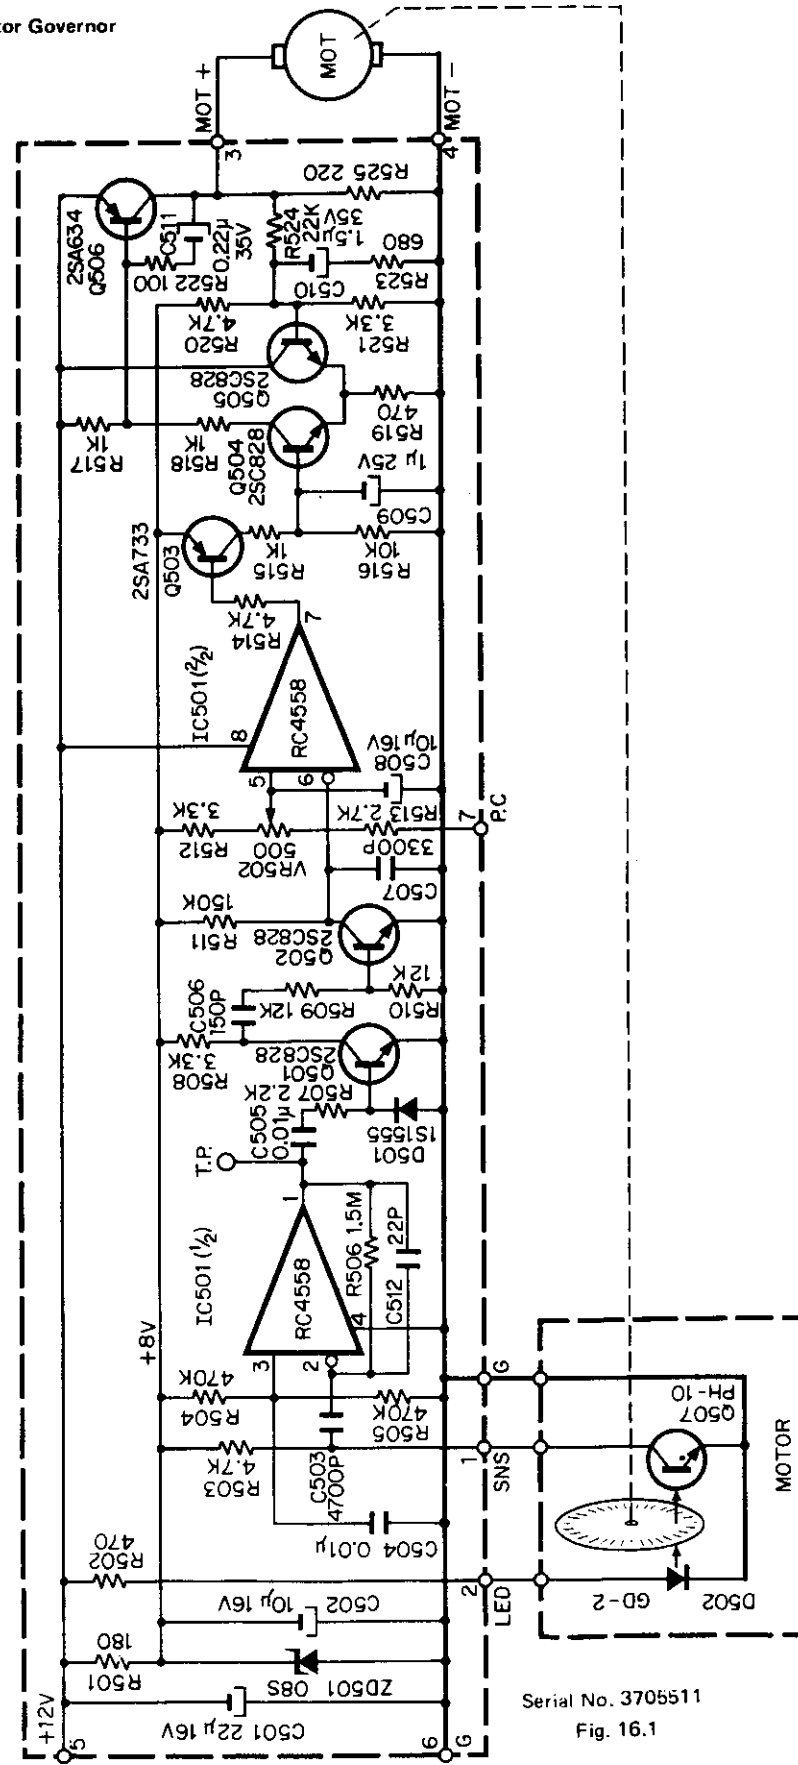 tor Governor
MOT
MOT +
MOT -
3
4
2SA634
Q506
C511
0.22μ
35V
R522 100
R524
22K
R525 220
1.5μ
35V
C510
680
R523
4.7K
R520
3.3K
R521
2SC828
Q505
470
R519
1K
R517
1K
R518
Q504
2SC828
1μ 25V
C509
2SA733
Q503
1K
R515
10K
R516
4.7K
R514
7
IC501(2/2)
RC4558
8
5
6
10μ16V
C508
3.3K
R512
500
VR502
R513 2.7K
7
P.C
3300P
C507
150K
R511
2SC828
Q502
C506
150P
R509 12K
12K
R510
3.3K
R508
2SC828
Q501
R507 2.2K
C505
0.01μ
1S1555
D501
T.P.
1
IC501(1/2)
RC4558
R506 1.5M
22P
C512
4
3
2
+8V
470K
R504
470K
R505
4.7K
R503
C503
4700P
C504 0.01μ
G
1
SNS
2
LED
PH-10
Q507
MOTOR
GD-2
D502
470
R502
C502
10μ 16V
180
R501
ZD501 08S
C501 22μ16V
+12V
5
6
G
Serial No. 3705511
Fig. 16.1